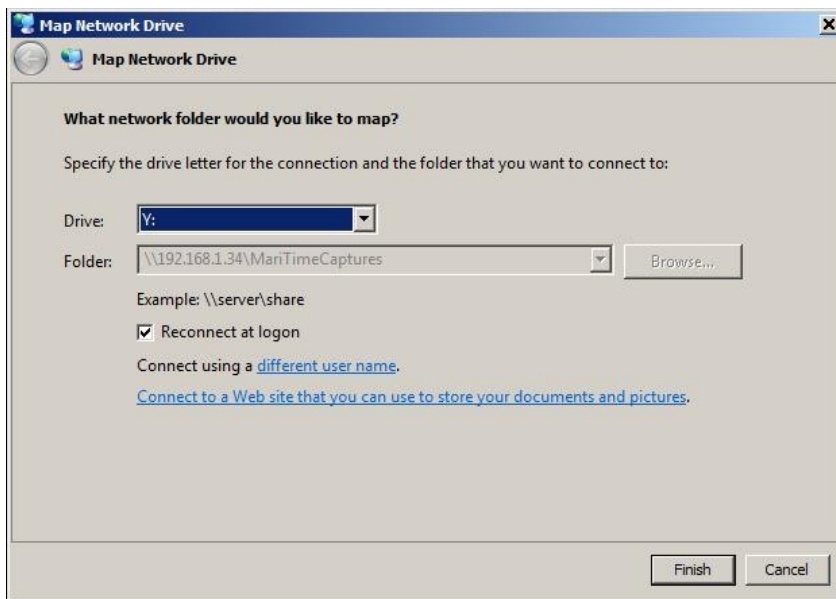 Map Network Drive
Map Network Drive
What network folder would you like to map?
Specify the drive letter for the connection and the folder that you want to connect to:
Drive: Y:
Folder: \\192.168.1.34\MariTimeCaptures Browse...
Example: \\server\share
Reconnect at logon
Connect using a different user name.
Connect to a Web site that you can use to store your documents and pictures.
Finish Cancel